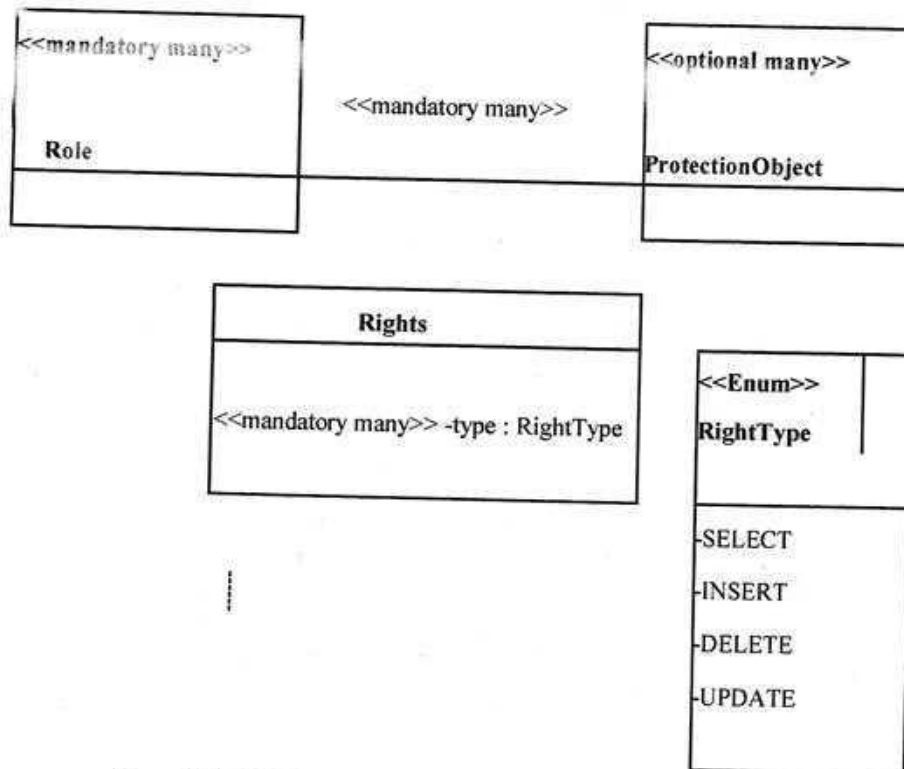 <<mandatory many>>
<<optional many>>
<<mandatory many>>
Role
ProtectionObject
Rights
<<mandatory many>> -type : RightType
<<Enum>>
RightType
-SELECT
-INSERT
-DELETE
-UPDATE